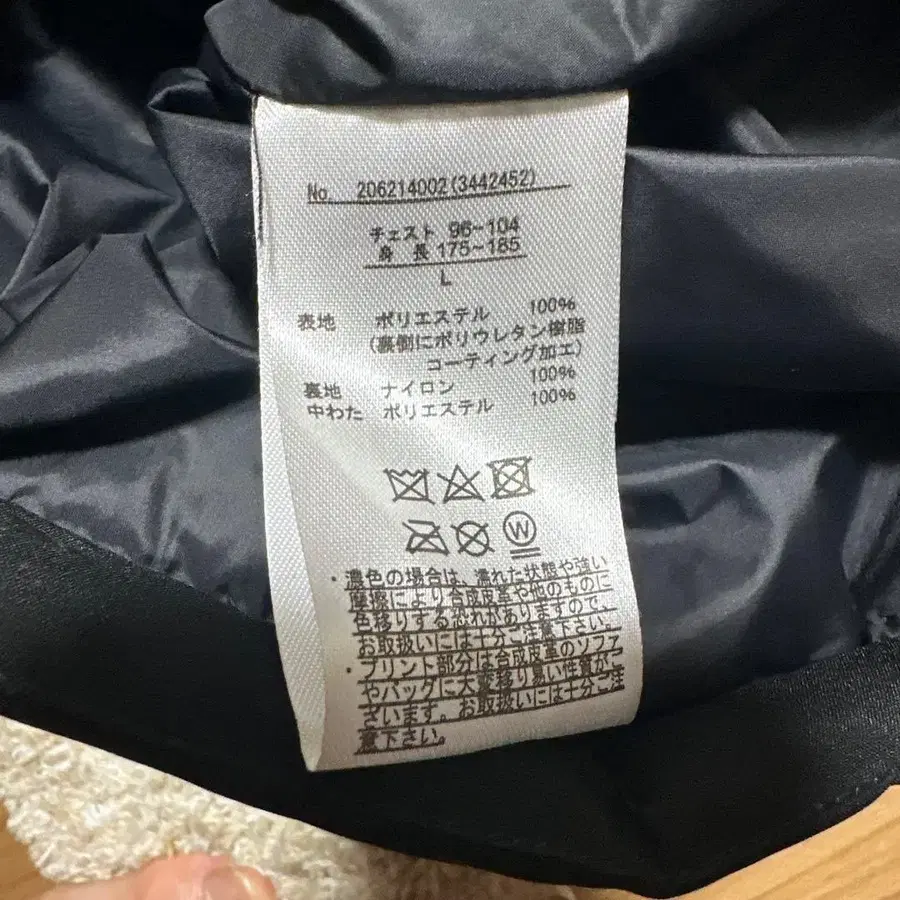 No. 206214002(3442452)
チェスト 96-104
身長 175-185
L
表地 ポリエステル 100%
(裏側にポリウレタン樹脂
コーティング加工)
裏地 ナイロン 100%
中わた ポリエステル 100%
W
・濃色の場合は、濡れた状態や強い
摩擦により合成皮革や他のものに
色移りする恐れがありますので、
お取扱いには十分ご注意下さい。
・プリント部分は合成皮革のソファ
やバッグに大変移り易い性質がご
ざいます。お取扱いには十分ご注
意下さい。